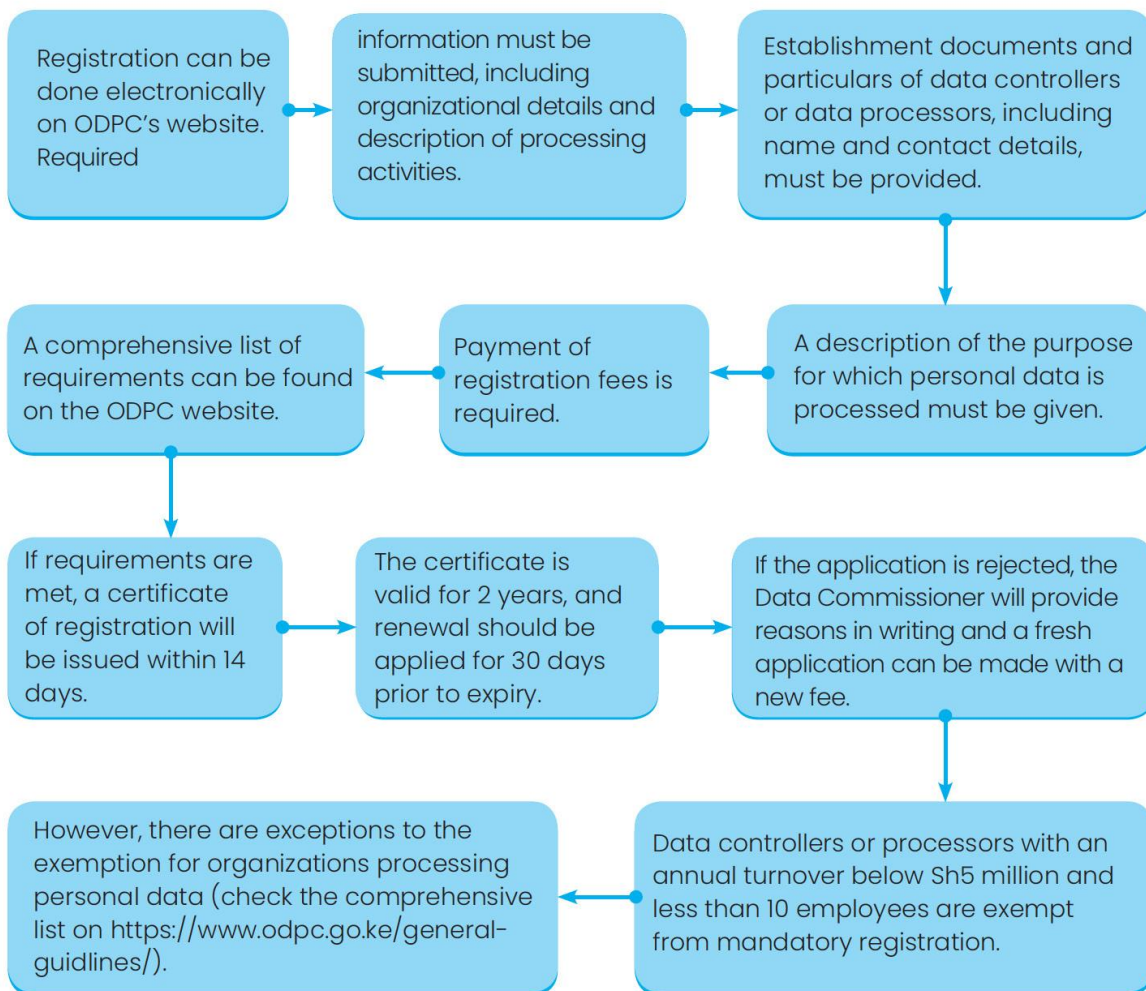 Registration can be
done electronically
on ODPC’s website.
Required
information must be
submitted, including
organizational details and
description of processing
activities.
Establishment documents and
particulars of data controllers
or data processors, including
name and contact details,
must be provided.
A description of the purpose
for which personal data is
processed must be given.
Payment of
registration fees is
required.
A comprehensive list of
requirements can be found
on the ODPC website.
If requirements are
met, a certificate
of registration will
be issued within 14
days.
The certificate is
valid for 2 years, and
renewal should be
applied for 30 days
prior to expiry.
If the application is rejected, the
Data Commissioner will provide
reasons in writing and a fresh
application can be made with a
new fee.
Data controllers or processors with an
annual turnover below Sh5 million and
less than 10 employees are exempt
from mandatory registration.
However, there are exceptions to the
exemption for organizations processing
personal data (check the comprehensive
list on https://www.odpc.go.ke/general-
guidlines/).